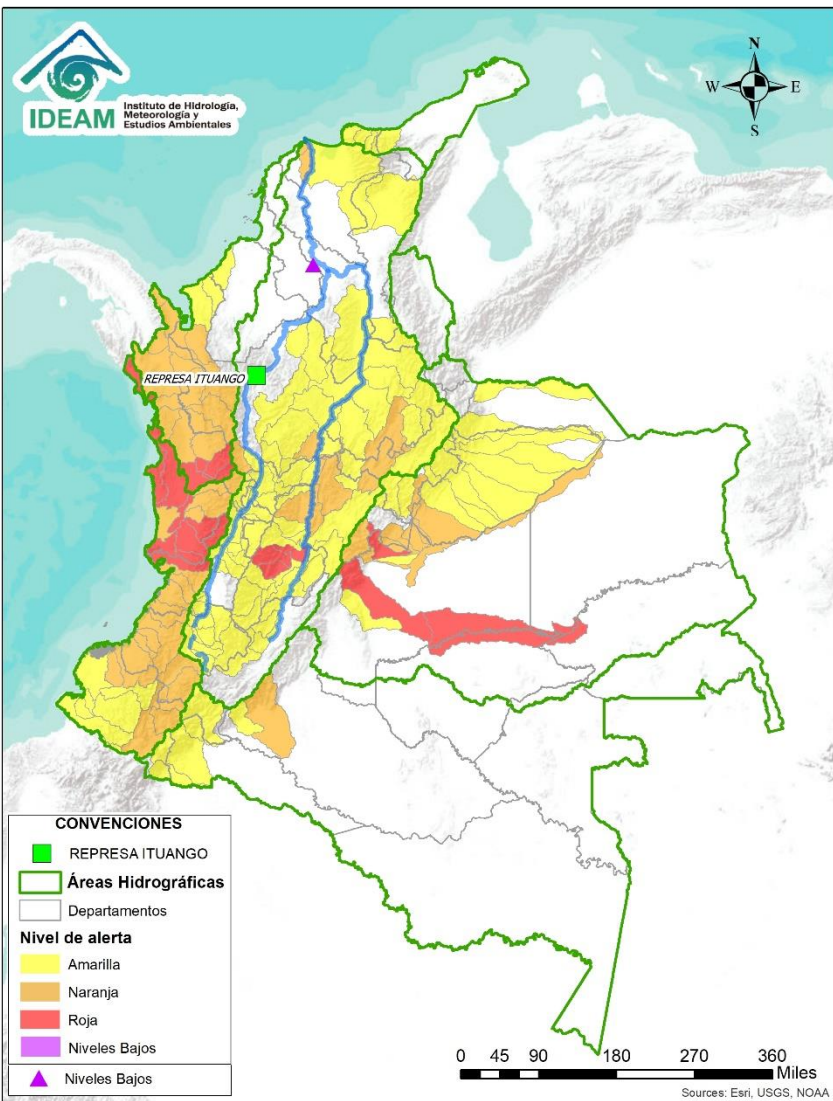 IDEAM
Instituto de Hidrología,
Meteorología y
Estudios Ambientales
N
W
E
S
REPRESA ITUANGO
CONVENCIONES
REPRESA ITUANGO
Áreas Hidrográficas
Departamentos
Nivel de alerta
Amarilla
Naranja
Roja
Niveles Bajos
Niveles Bajos
0 45 90 180 270 360
Miles
Sources: Esri, USGS, NOAA